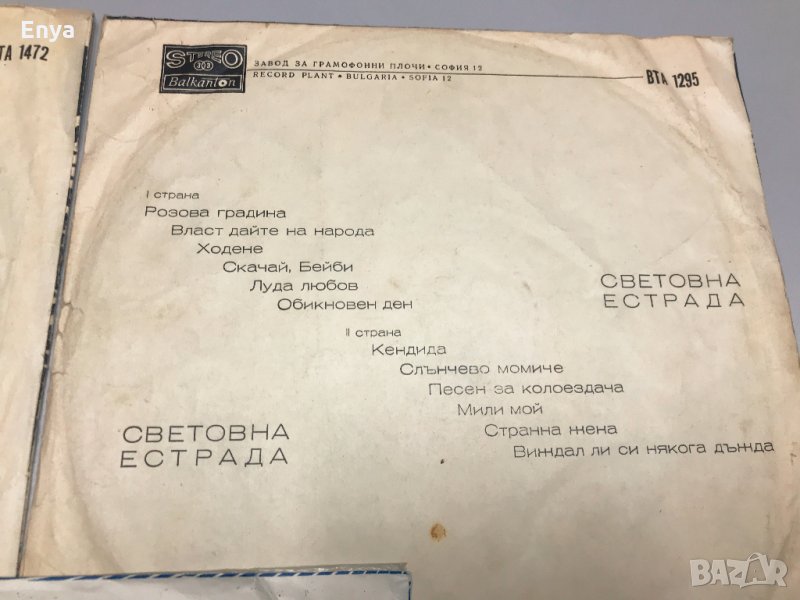 Enya
TA 1472
STEREO
303
Balkanton
ЗАВОД ЗА ГРАМОФОННИ ПЛОЧИ • СОФИЯ 12
RECORD PLANT • BULGARIA • SOFIA 12
ВТА 1295
I страна
Розова градина
Власт дайте на народа
Ходене
Скачай, Бейби
Луда любов
Обикновен ден
СВЕТОВНА
ЕСТРАДА
II страна
Кендида
Слънчево момиче
Песен за колоездача
Мили мой
Странна жена
Виждал ли си някога дъжда
СВЕТОВНА
ЕСТРАДА
BAZAR